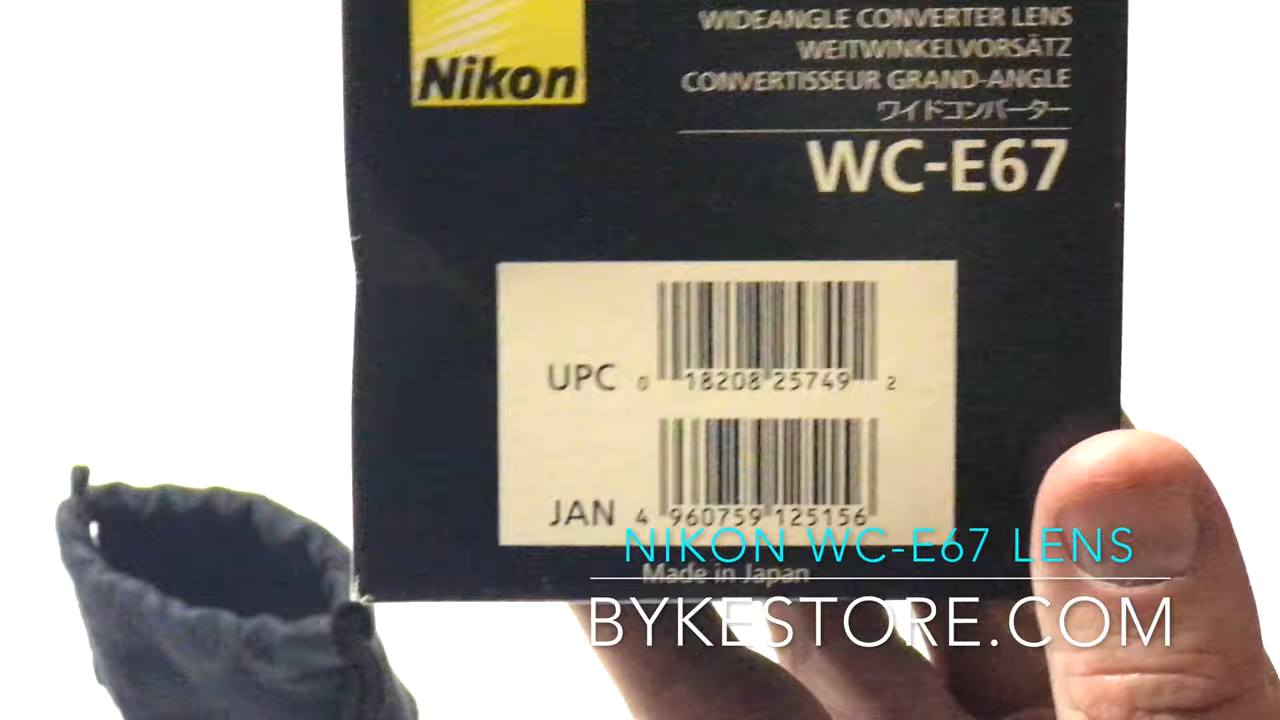 Nikon
WIDEANGLE CONVERTER LENS
WEITWINKELVORSÄTZ
CONVERTISSEUR GRAND-ANGLE
ワイドコンバーター
WC-E67
UPC 0 18208 25749 2
JAN 4 960759 125156
NIKON WC-E67 LENS
Made in Japan
BYKESTORE.COM